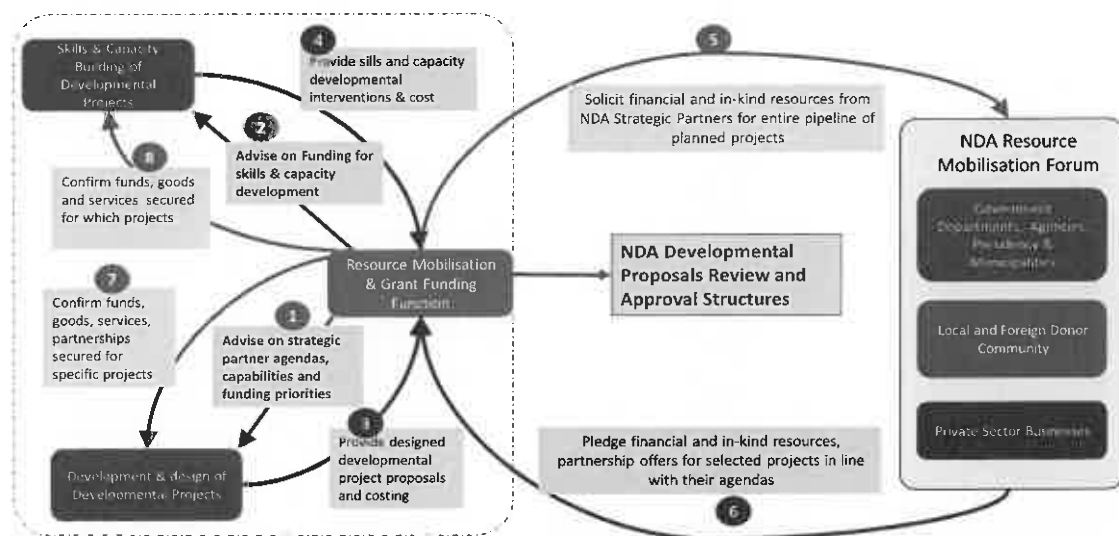 Skills & Capacity
Building of
Developmental
Projects
4
Provide sills and capacity
developmental
interventions & cost
5
Solicit financial and in-kind resources from
NDA Strategic Partners for entire pipeline of
planned projects
2
Advise on Funding for
skills & capacity
development
8
Confirm funds, goods
and services secured
for which projects
NDA Resource
Mobilisation Forum
Government
Departments, Agencies,
Presidency &
Municipalities
Local and Foreign Donor
Community
Private Sector Businesses
Resource Mobilisation
& Grant Funding
Function
NDA Developmental
Proposals Review and
Approval Structures
7
Confirm funds,
goods, services,
partnerships
secured for
specific projects
1
Advise on strategic
partner agendas,
capabilities and
funding priorities
3
Provide designed
developmental
project proposals
and costing
Development & design of
Developmental Projects
Pledge financial and in-kind resources,
partnership offers for selected projects in line
with their agendas
6